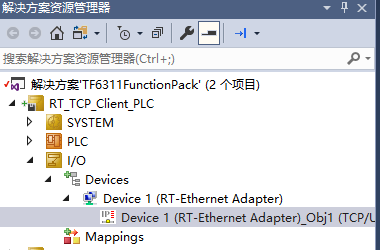 解决方案资源管理器
搜索解决方案资源管理器(Ctrl+;)
解决方案'TF6311FunctionPack' (2 个项目)
RT_TCP_Client_PLC
SYSTEM
PLC
I/O
Devices
Device 1 (RT-Ethernet Adapter)
Device 1 (RT-Ethernet Adapter)_Obj1 (TCP/U
Mappings